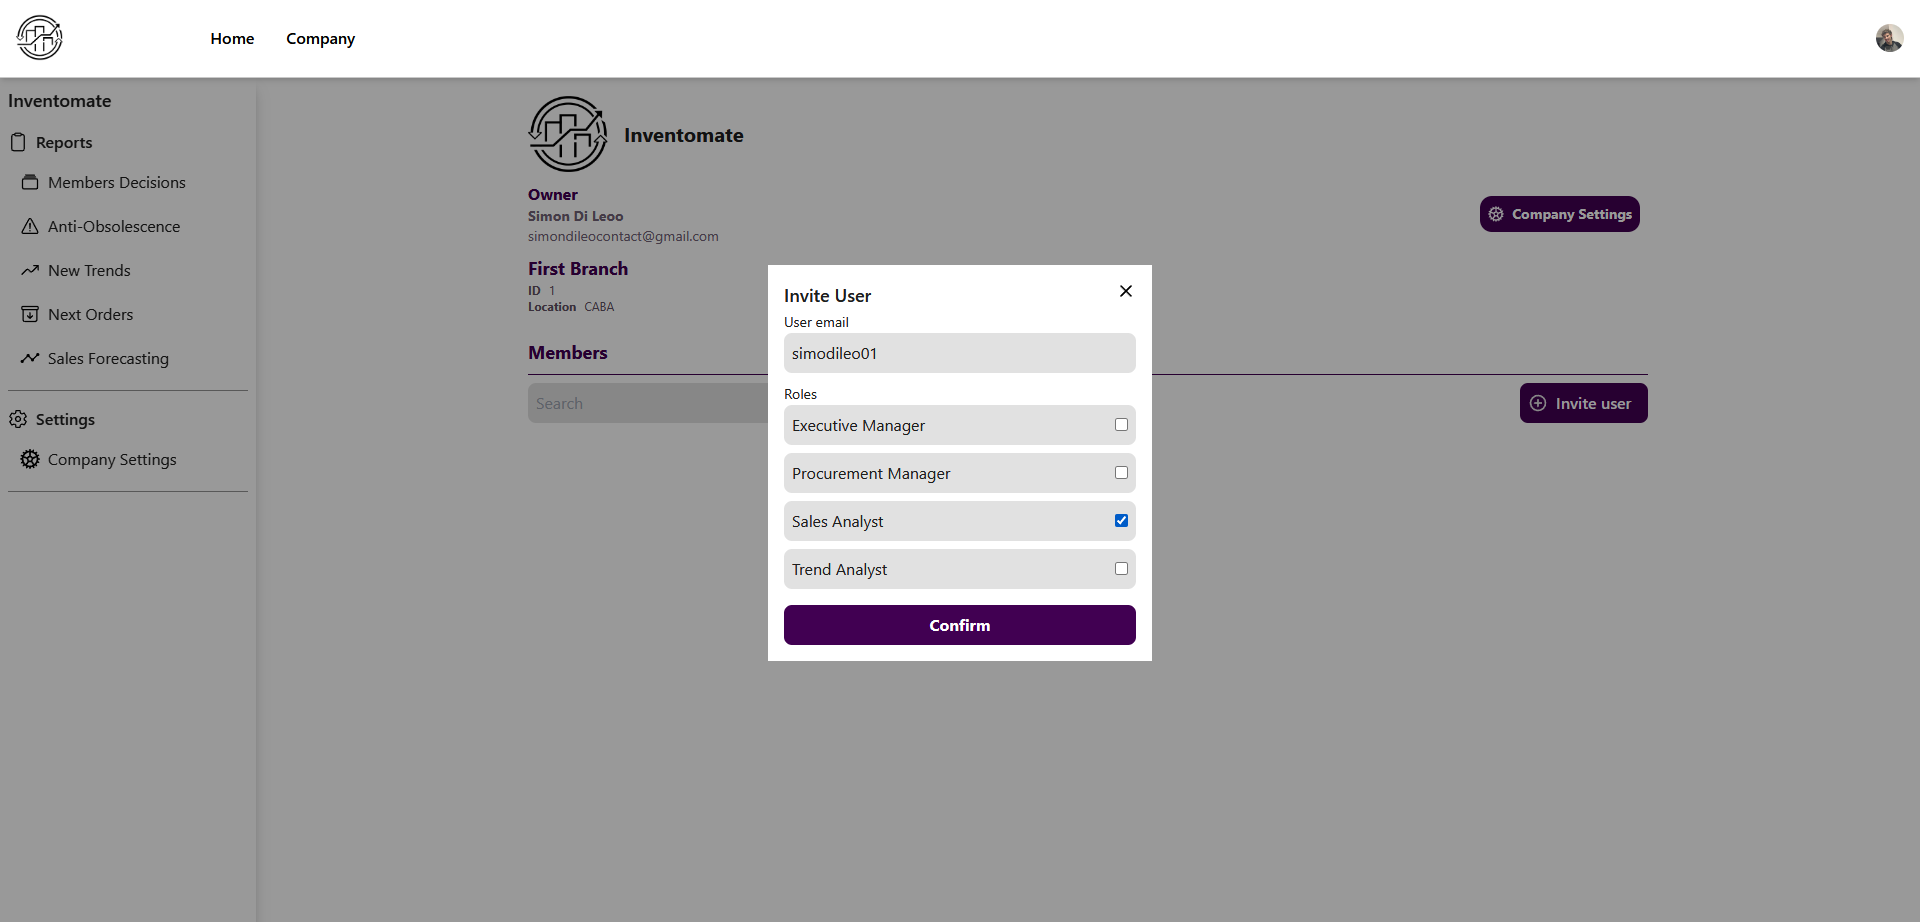 Home
Company
Inventomate
Reports
Members Decisions
Anti-Obsolescence
New Trends
Next Orders
Sales Forecasting
Settings
Company Settings
Inventomate
Owner
Simon Di Leoo
simondileocontact@gmail.com
Company Settings
First Branch
ID 1
Location CABA
Members
Search
Invite user
Invite User
User email
simodileo01
Roles
Executive Manager
Procurement Manager
Sales Analyst
Trend Analyst
Confirm